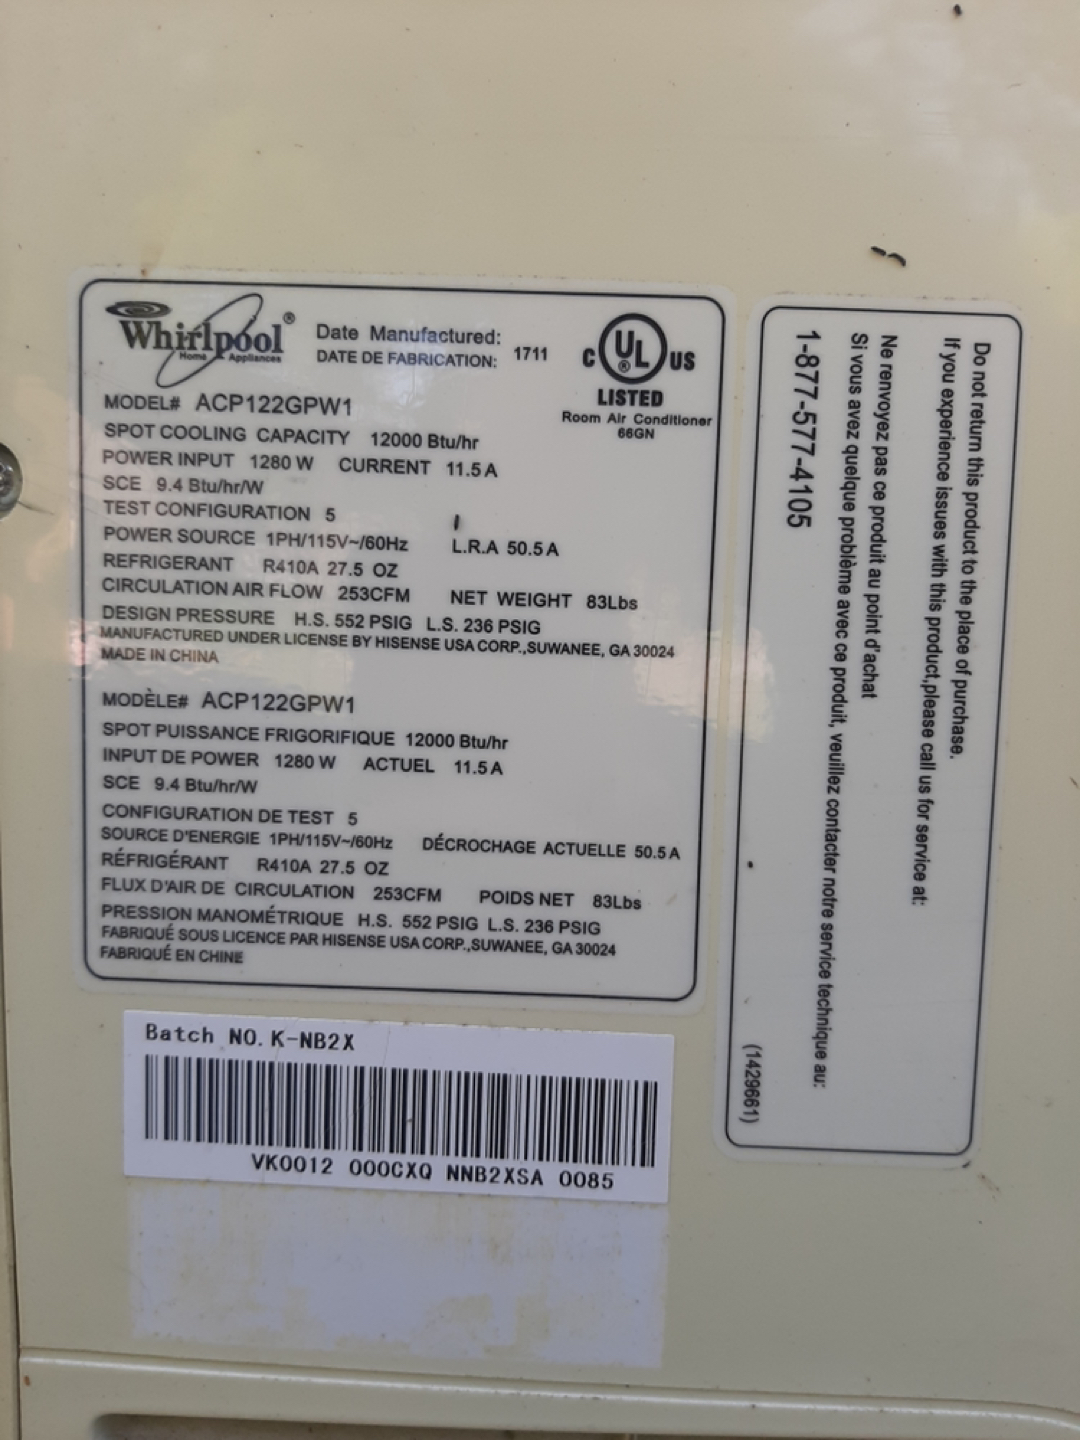 Whirlpool®
Home Appliances
Date Manufactured:
DATE DE FABRICATION: 1711
C UL® US
LISTED
Room Air Conditioner
66GN
MODEL# ACP122GPW1
SPOT COOLING CAPACITY 12000 Btu/hr
POWER INPUT 1280 W CURRENT 11.5 A
SCE 9.4 Btu/hr/W
TEST CONFIGURATION 5
POWER SOURCE 1PH/115V~/60Hz L.R.A 50.5 A
REFRIGERANT R410A 27.5 OZ
CIRCULATION AIR FLOW 253CFM NET WEIGHT 83Lbs
DESIGN PRESSURE H.S. 552 PSIG L.S. 236 PSIG
MANUFACTURED UNDER LICENSE BY HISENSE USA CORP.,SUWANEE, GA 30024
MADE IN CHINA
MODÈLE# ACP122GPW1
SPOT PUISSANCE FRIGORIFIQUE 12000 Btu/hr
INPUT DE POWER 1280 W ACTUEL 11.5 A
SCE 9.4 Btu/hr/W
CONFIGURATION DE TEST 5
SOURCE D'ENERGIE 1PH/115V~/60Hz DÉCROCHAGE ACTUELLE 50.5 A
RÉFRIGÉRANT R410A 27.5 OZ
FLUX D'AIR DE CIRCULATION 253CFM POIDS NET 83Lbs
PRESSION MANOMÉTRIQUE H.S. 552 PSIG L.S. 236 PSIG
FABRIQUÉ SOUS LICENCE PAR HISENSE USA CORP.,SUWANEE, GA 30024
FABRIQUÉ EN CHINE
Batch NO. K-NB2X
VK0012 000CXQ NNB2XSA 0085
Do not return this product to the place of purchase.
If you experience issues with this product,please call us for service at:
Ne renvoyez pas ce produit au point d'achat
Si vous avez quelque problème avec ce produit, veuillez contacter notre service technique au:
1-877-577-4105
(1429661)